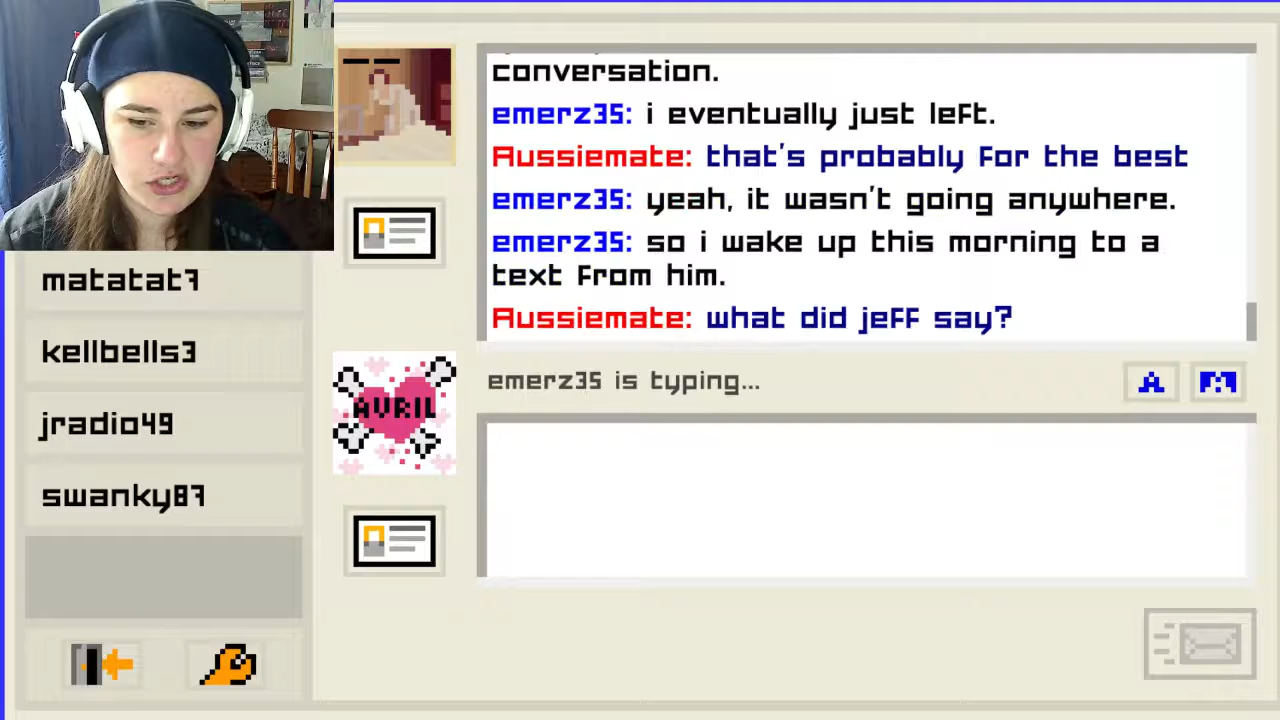 conversation.
emerz35: i eventually just left.
Aussiemate: that's probably for the best
emerz35: yeah, it wasn't going anywhere.
emerz35: so i wake up this morning to a
text from him.
Aussiemate: what did jeff say?
emerz35 is typing...
A
AVRIL
matatat7
kellbells3
jradio49
swanky87